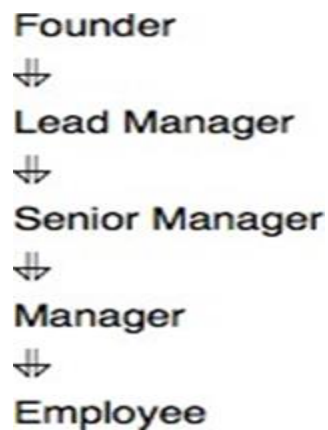 Founder
Lead Manager
Senior Manager
Manager
Employee